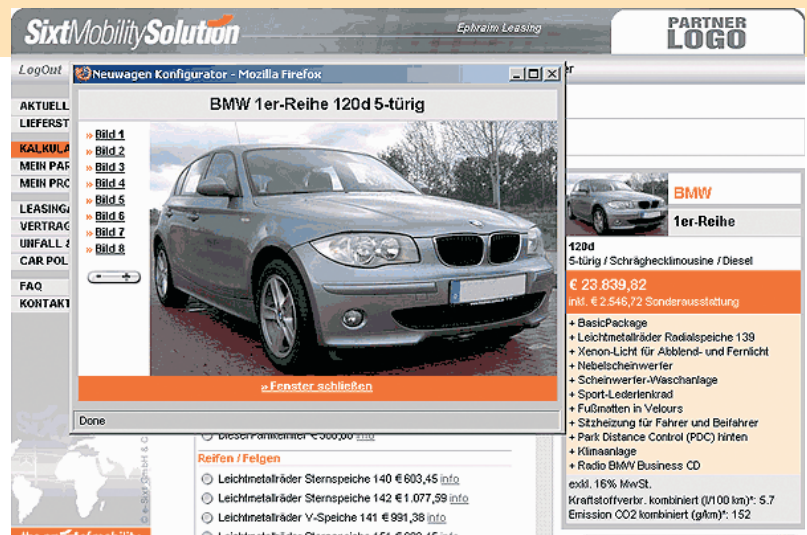 SixtMobilitySolution
Ephraim Leasing
PARTNER
LOGO
LogOut
Neuwagen Konfigurator - Mozilla Firefox
BMW 1er-Reihe 120d 5-türig
» Bild 1
» Bild 2
» Bild 3
» Bild 4
» Bild 5
» Bild 6
» Bild 7
» Bild 8
» Fenster schließen
Done
AKTUELL
LIEFERST
KALKULA
MEIN PAR
MEIN PRO
LEASING
VERTRAG
UNFALL &
CAR POL
FAQ
KONTAKT
BMW
1er-Reihe
120d
5-türig / Schräghecklimousine / Diesel
€ 23.839,82
inkl. € 2.546,72 Sonderausstattung
+ BasicPackage
+ Leichtmetallräder Radialspeiche 139
+ Xenon-Licht für Abblend- und Fernlicht
+ Nebelscheinwerfer
+ Scheinwerfer-Waschanlage
+ Sport-Lederlenkrad
+ Fußmatten in Velours
+ Sitzheizung für Fahrer und Beifahrer
+ Park Distance Control (PDC) hinten
+ Klimaanlage
+ Radio BMW Business CD
exkl. 16% MwSt.
Kraftstoffverbr. kombiniert (l/100 km)*: 5.7
Emission CO2 kombiniert (g/km)*: 152
Reifen / Felgen
Leichtmetallräder Sternspeiche 140 € 603,45 info
Leichtmetallräder Sternspeiche 142 € 1.077,59 info
Leichtmetallräder V-Speiche 141 € 991,38 info
© e-Sixt GmbH & C